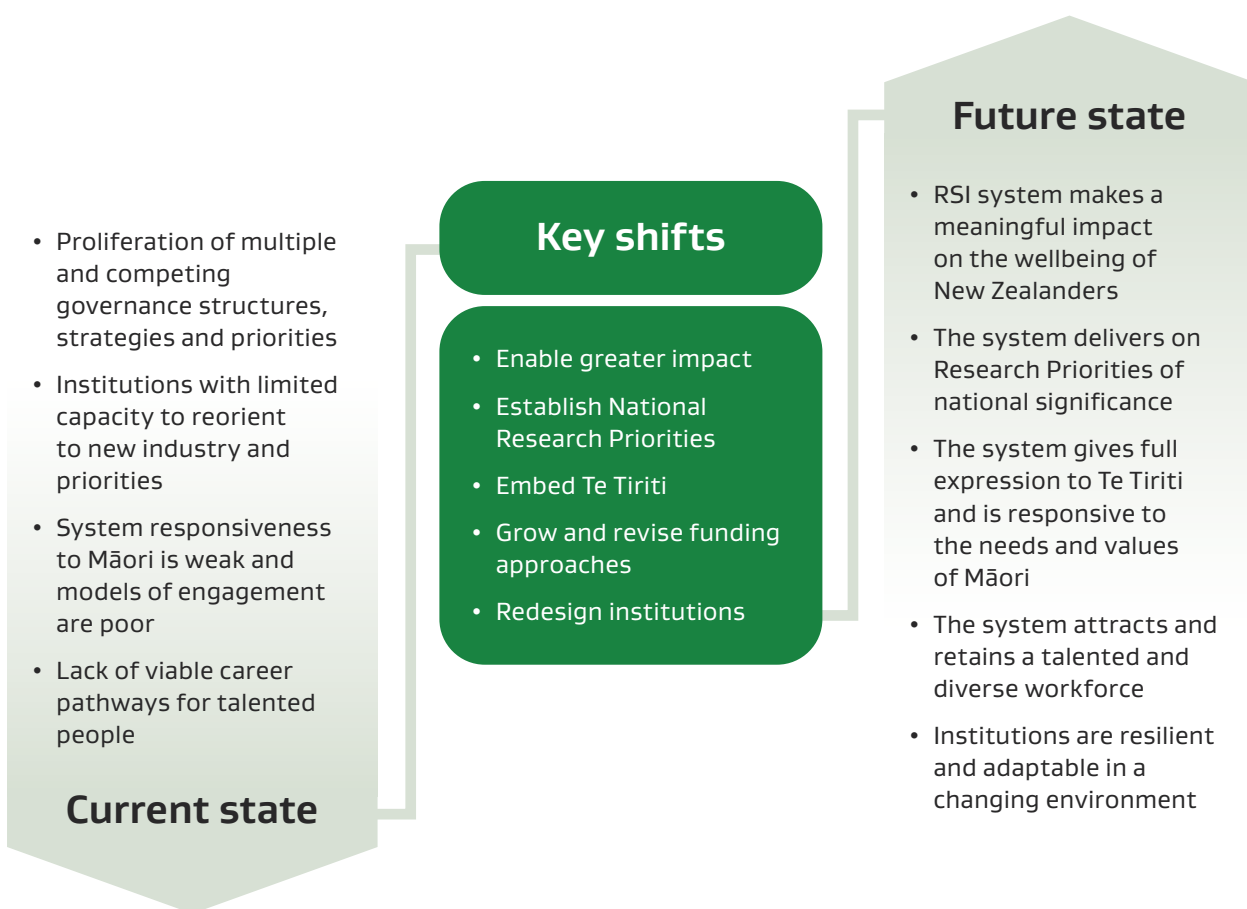 • Proliferation of multiple
and competing
governance structures,
strategies and priorities
• Institutions with limited
capacity to reorient
to new industry and
priorities
• System responsiveness
to Māori is weak and
models of engagement
are poor
• Lack of viable career
pathways for talented
people
Current state
Key shifts
• Enable greater impact
• Establish National
Research Priorities
• Embed Te Tiriti
• Grow and revise funding
approaches
• Redesign institutions
Future state
• RSI system makes a
meaningful impact
on the wellbeing of
New Zealanders
• The system delivers on
Research Priorities of
national significance
• The system gives full
expression to Te Tiriti
and is responsive to
the needs and values
of Māori
• The system attracts and
retains a talented and
diverse workforce
• Institutions are resilient
and adaptable in a
changing environment